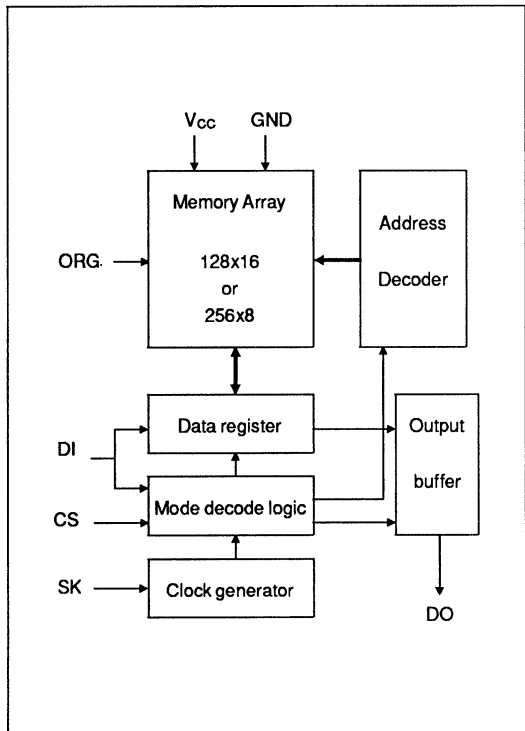 Vcc GND
Memory Array
128x16
or
256x8
Address
Decoder
ORG.
Data register
Output
buffer
DI
Mode decode logic
CS
SK
Clock generator
DO